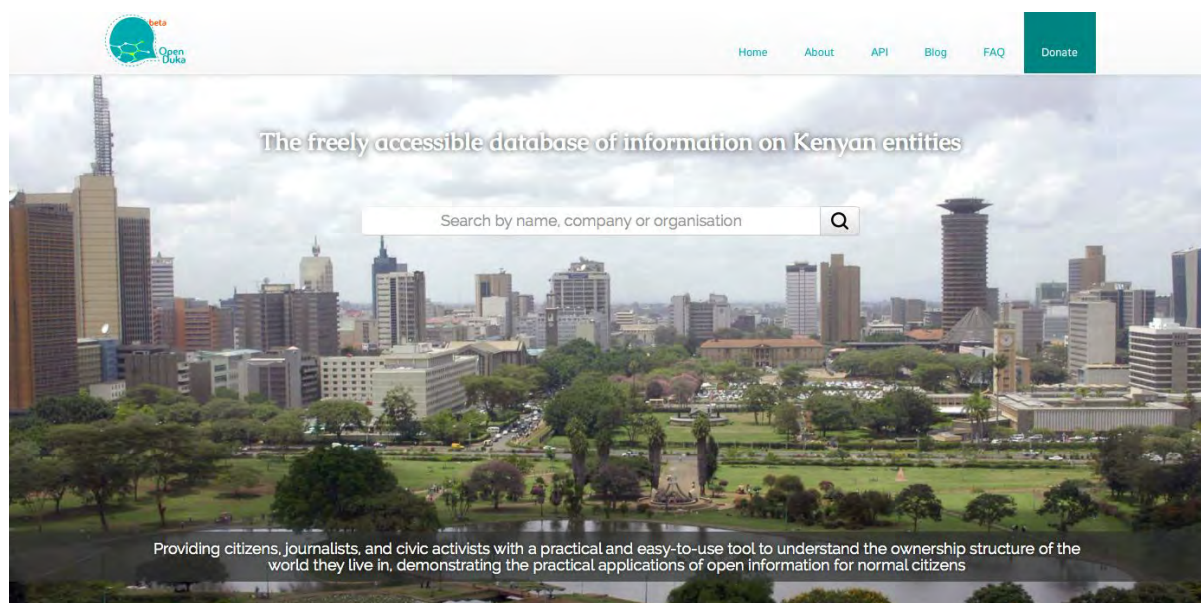 beta
Open
Duka
Home About API Blog FAQ Donate
The freely accessible database of information on Kenyan entities
Search by name, company or organisation
Providing citizens, journalists, and civic activists with a practical and easy-to-use tool to understand the ownership structure of the
world they live in, demonstrating the practical applications of open information for normal citizens